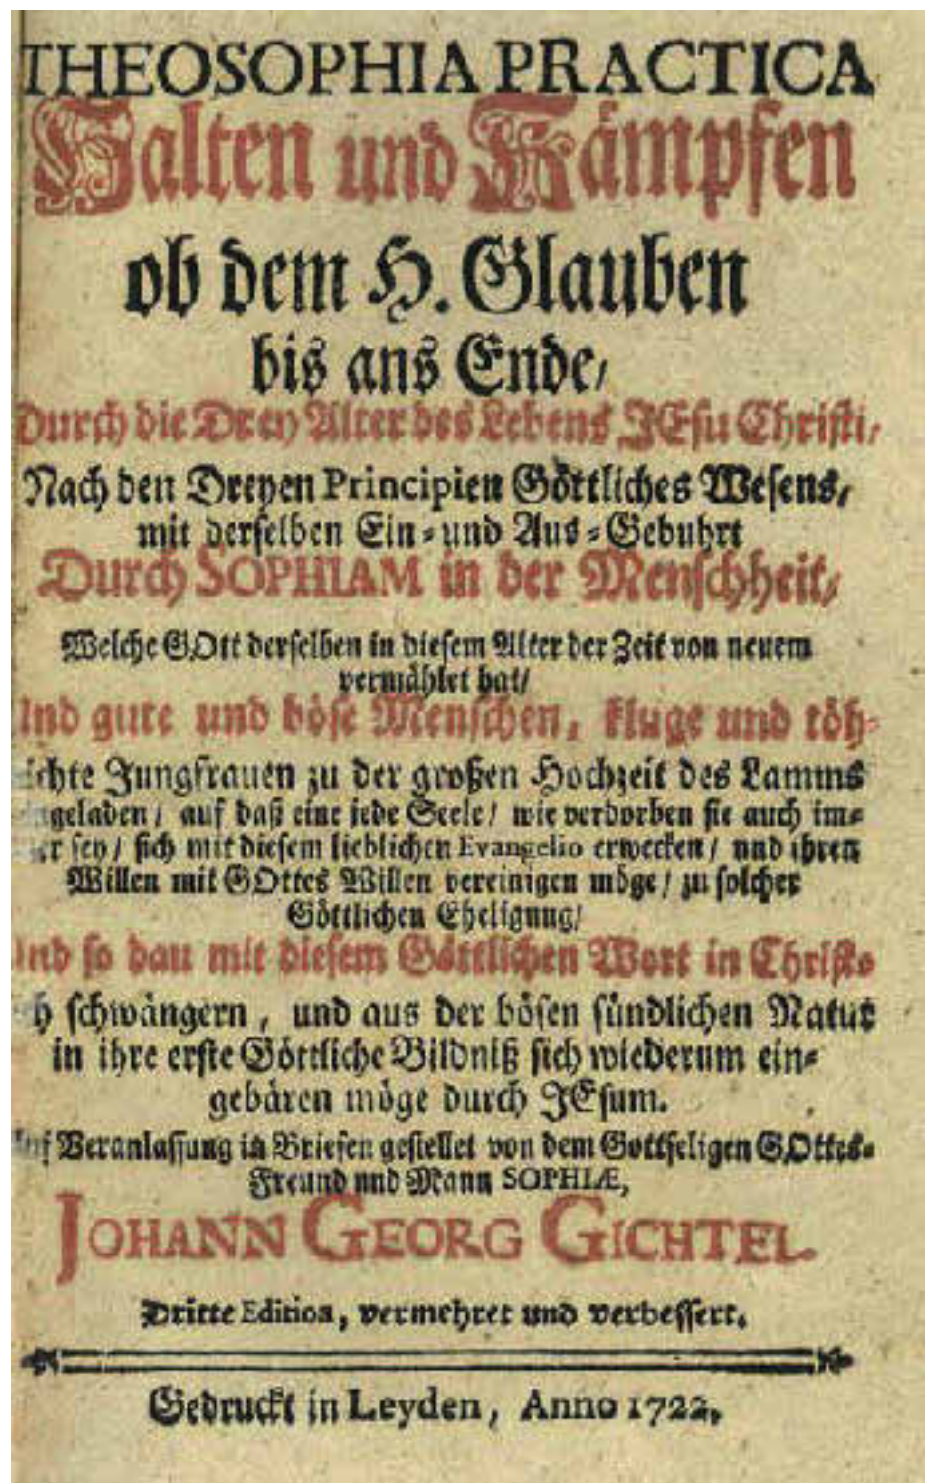 THEOSOPHIA PRACTICA
Halten und Kämpfen
ob dem H. Glauben
bis ans Ende/
Durch die Drey Alter des Lebens JEsu Christi/
Nach den Dreyen Principien Göttliches Wesens/
mit derselben Ein- und Aus-Gebuhrt
Durch SOPHIAM in der Menschheit/
Welche GOtt derselben in diesem Alter der Zeit von neuem
vermählet hat/
Und gute und böse Menschen, kluge und töh-
ichte Jungfrauen zu der großen Hochzeit des Lamms
geladen/ auf daß eine jede Seele/ wie verdorben sie auch im-
er sey/ sich mit diesem lieblichen Evangelio erwecken/ und ihren
Willen mit GOttes Willen vereinigen möge/ zu solcher
Göttlichen Eheligung/
Und so dan mit diesem Göttlichen Wort in Christo
h schwängern, und aus der bösen sündlichen Natur
in ihre erste Göttliche Bildniß sich wiederum ein-
gebären möge durch JEsum.
Auf Veranlassung in Briefen gestellet von dem Gottseligen GOttes-
Freund und Mann SOPHIÆ,
JOHANN GEORG GICHTEL.
Dritte Edition, vermehret und verbessert.
Gedruckt in Leyden, Anno 1722.